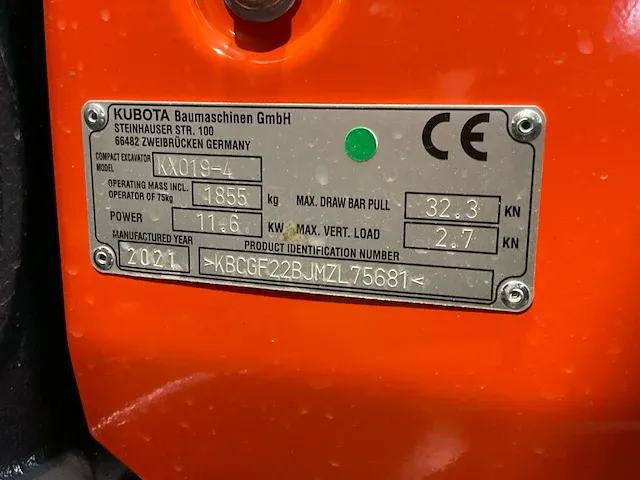 KUBOTA Baumaschinen GmbH
STEINHAUSER STR. 100
66482 ZWEIBRÜCKEN GERMANY
CE
COMPACT EXCAVATOR
MODEL KX019-4
OPERATING MASS INCL.
OPERATOR OF 75kg 1855 kg
MAX. DRAW BAR PULL 32.3 KN
POWER 11.6 KW
MAX. VERT. LOAD 2.7 KN
MANUFACTURED YEAR
2021
PRODUCT IDENTIFICATION NUMBER
>KBCGF22BJMZL75681<